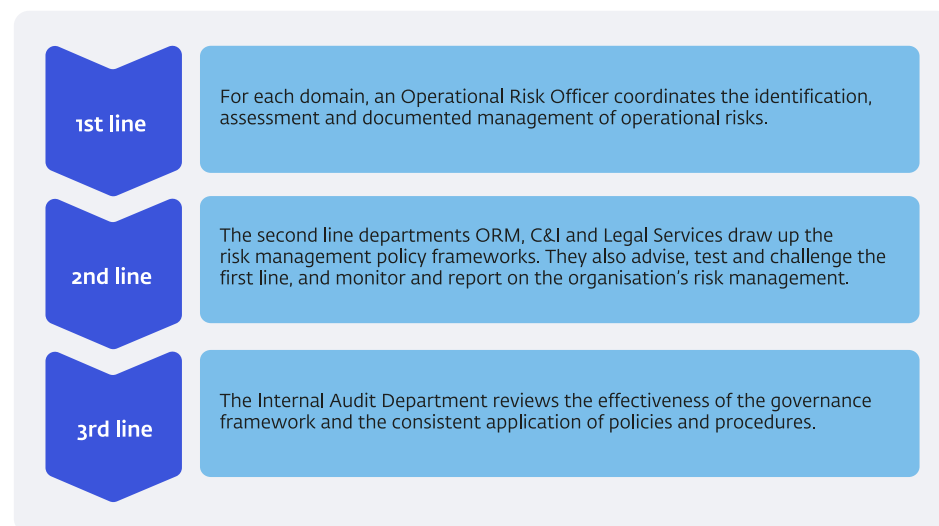 1st line
For each domain, an Operational Risk Officer coordinates the identification,
assessment and documented management of operational risks.
2nd line
The second line departments ORM, C&I and Legal Services draw up the
risk management policy frameworks. They also advise, test and challenge the
first line, and monitor and report on the organisation’s risk management.
3rd line
The Internal Audit Department reviews the effectiveness of the governance
framework and the consistent application of policies and procedures.